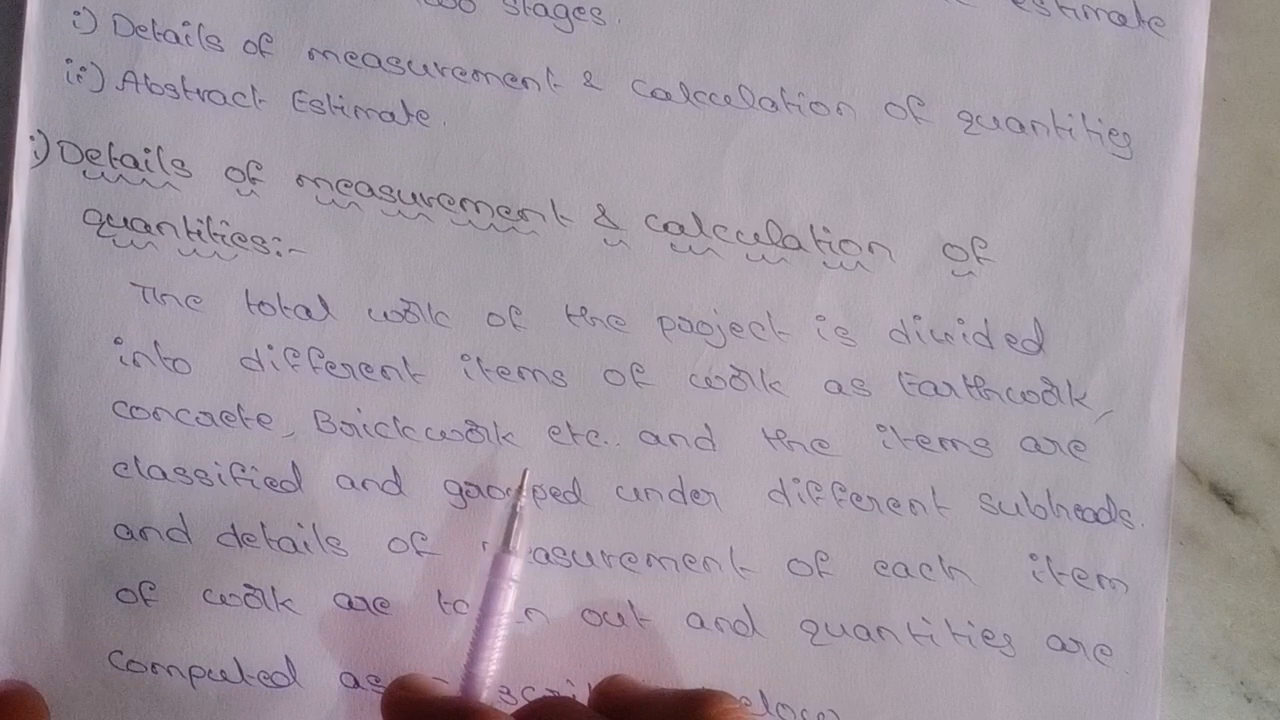 stages. estimate
i) Details of measurement & calculation of quantities
ii) Abstract Estimate.
i) Details of measurement & calculation of
quantities:-
The total work of the project is divided
into different items of work as Earthwork,
concrete, Brickwork etc.. and the items are
classified and grouped under different subheads.
and details of measurement of each item
of work are out and quantities are
computed as below